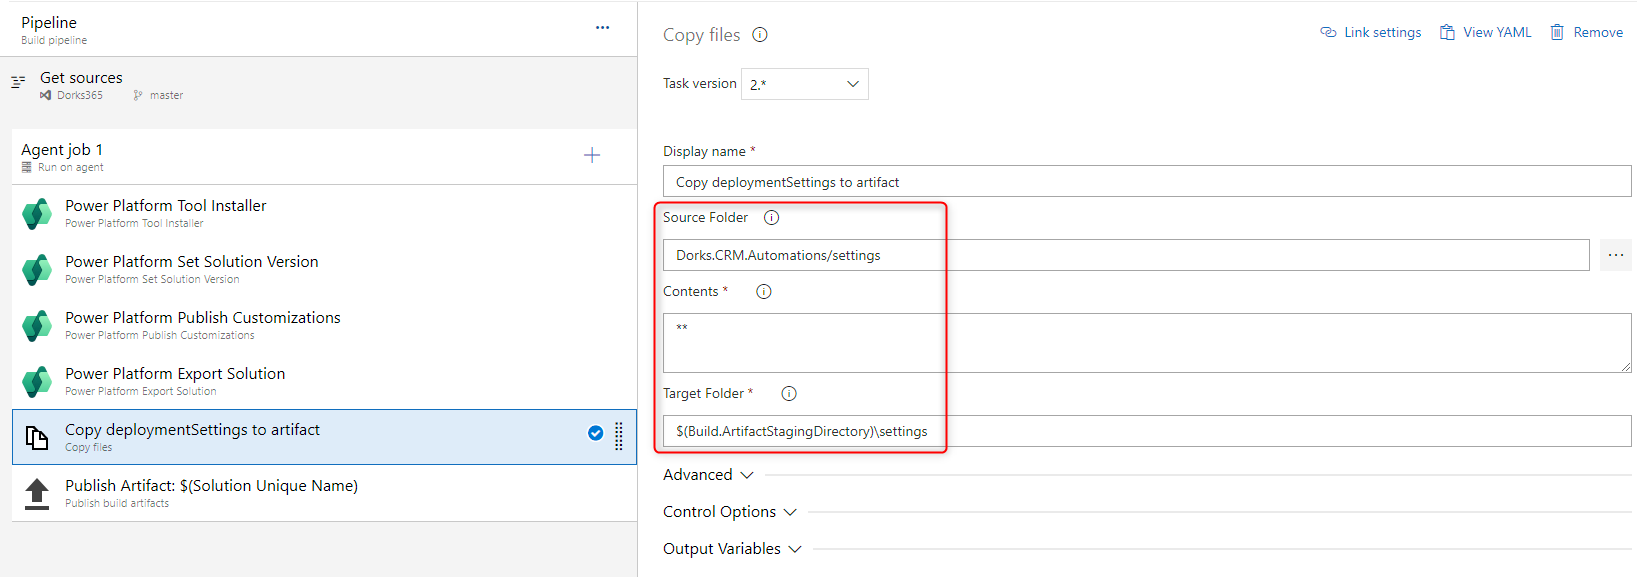 Pipeline
Build pipeline
...
Get sources
Dorks365 master
Agent job 1
Run on agent
Power Platform Tool Installer
Power Platform Tool Installer
Power Platform Set Solution Version
Power Platform Set Solution Version
Power Platform Publish Customizations
Power Platform Publish Customizations
Power Platform Export Solution
Power Platform Export Solution
Copy deploymentSettings to artifact
Copy files
Publish Artifact: $(Solution Unique Name)
Publish build artifacts
Copy files
Link settings View YAML Remove
Task version 2.*
Display name *
Copy deploymentSettings to artifact
Source Folder
Dorks.CRM.Automations/settings
...
Contents *
**
Target Folder *
$(Build.ArtifactStagingDirectory)\settings
Advanced
Control Options
Output Variables